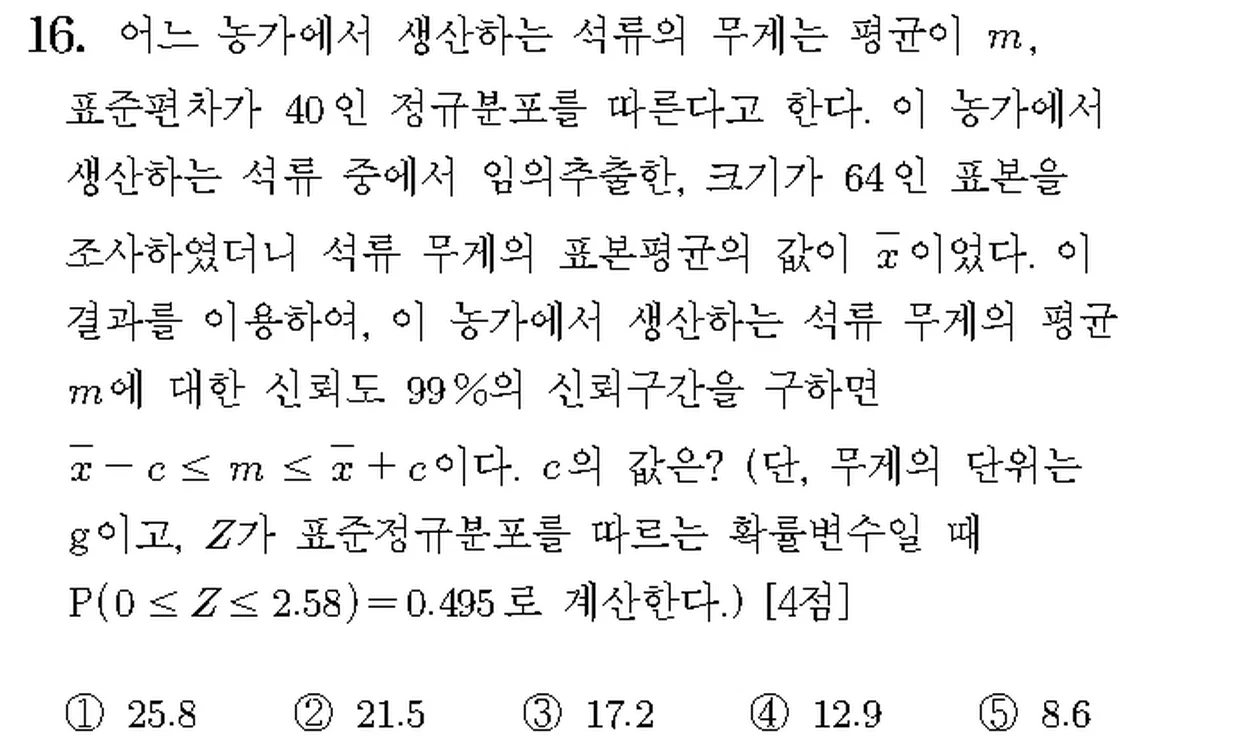 16. 어느 농가에서 생산하는 석류의 무게는 평균이 m,
표준편차가 40인 정규분포를 따른다고 한다. 이 농가에서
생산하는 석류 중에서 임의추출한, 크기가 64인 표본을
조사하였더니 석류 무게의 표본평균의 값이 x̄이었다. 이
결과를 이용하여, 이 농가에서 생산하는 석류 무게의 평균
m에 대한 신뢰도 99%의 신뢰구간을 구하면
x̄ − c ≤ m ≤ x̄ + c이다. c의 값은? (단, 무게의 단위는
g이고, Z가 표준정규분포를 따르는 확률변수일 때
P(0 ≤ Z ≤ 2.58)=0.495로 계산한다.) [4점]
① 25.8 ② 21.5 ③ 17.2 ④ 12.9 ⑤ 8.6